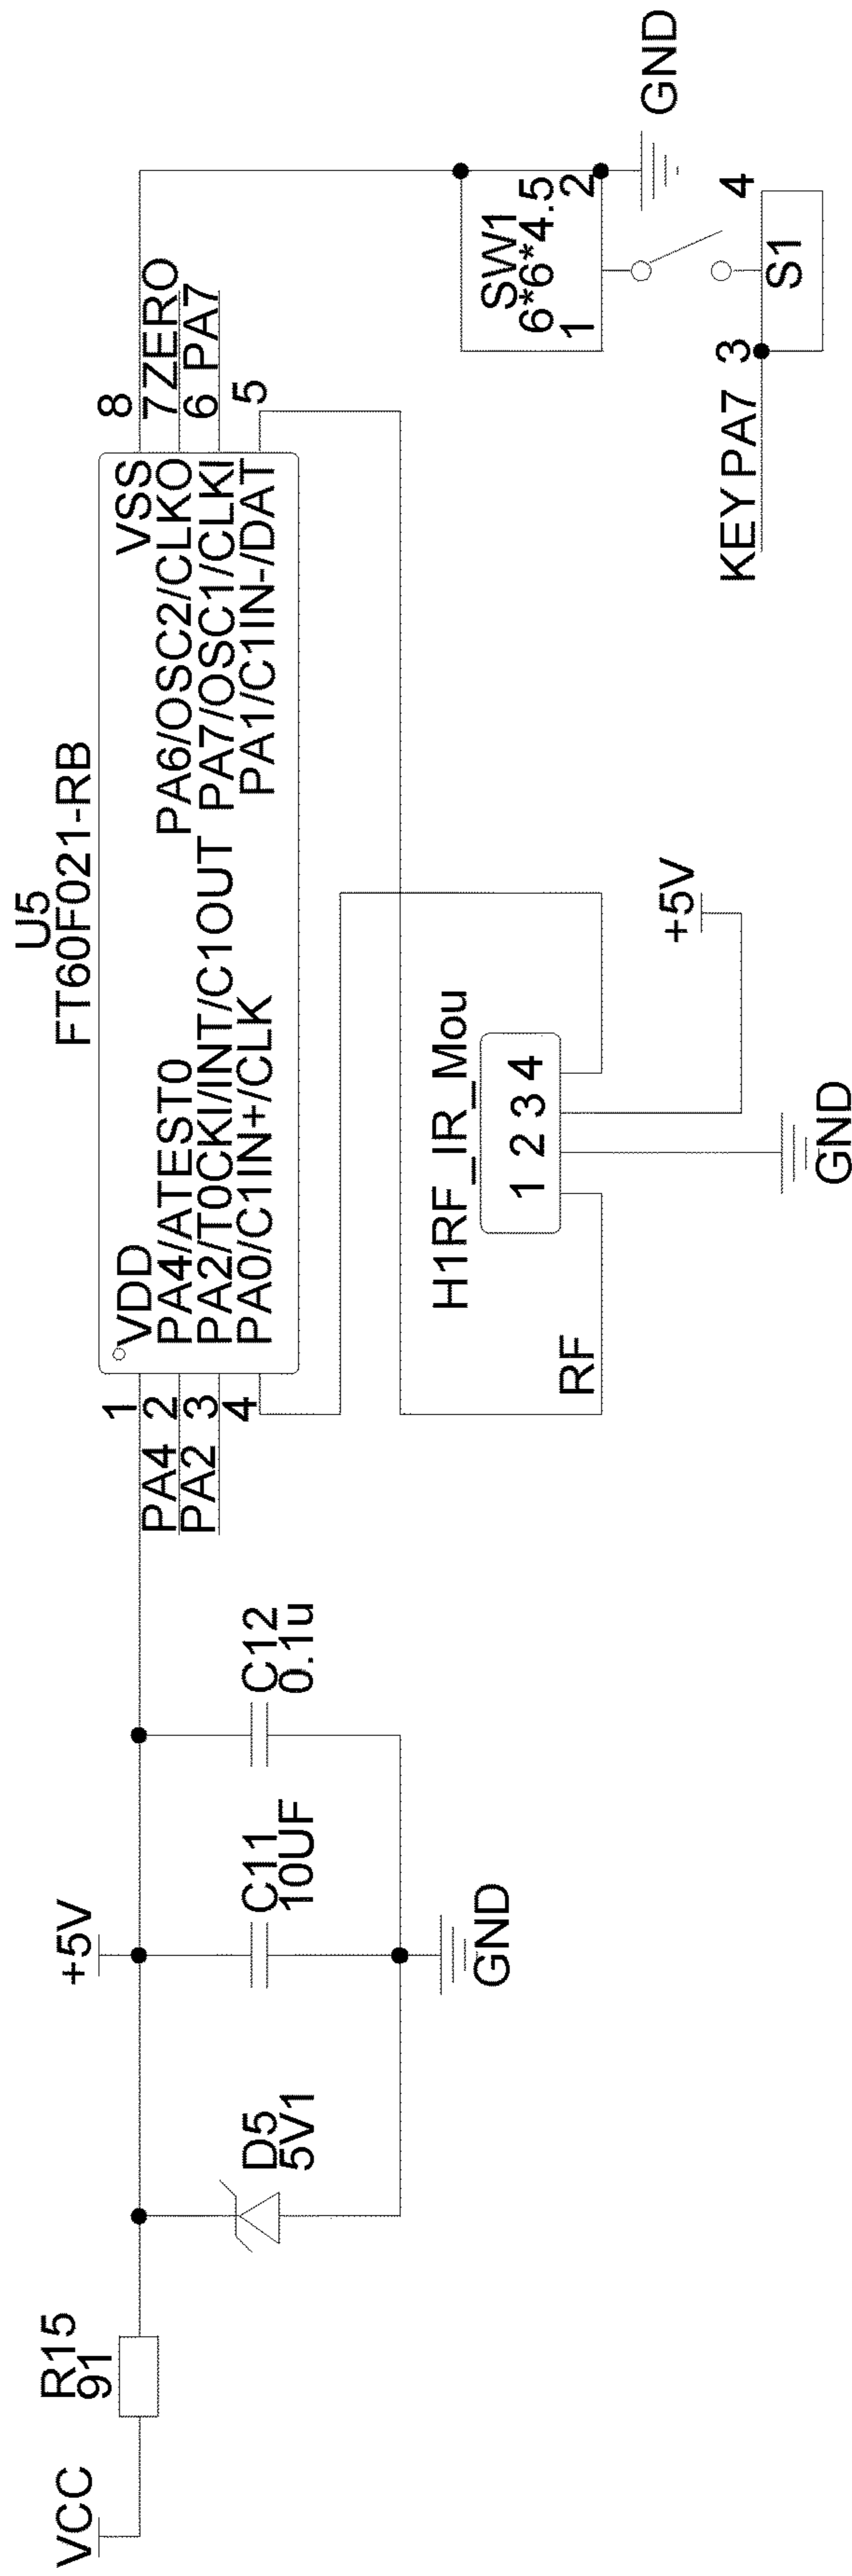 VCC
R15
91
D5
5V1
+5V
C11
10UF
C12
0.1u
GND
U5
FT60F021-RB
1
PA4 2
PA2 3
4
VDD
PA4/ATEST0
PA2/T0CKI/INT/C1OUT
PA0/C1IN+/CLK
VSS
PA6/OSC2/CLKO
PA7/OSC1/CLKI
PA1/C1IN-/DAT
8
7 ZERO
6 PA7
5
H1RF_IR_Mou
1 2 3 4
RF
GND
+5V
SW1
6*6*4.5
1 2
GND
KEY PA7
3 4
S1